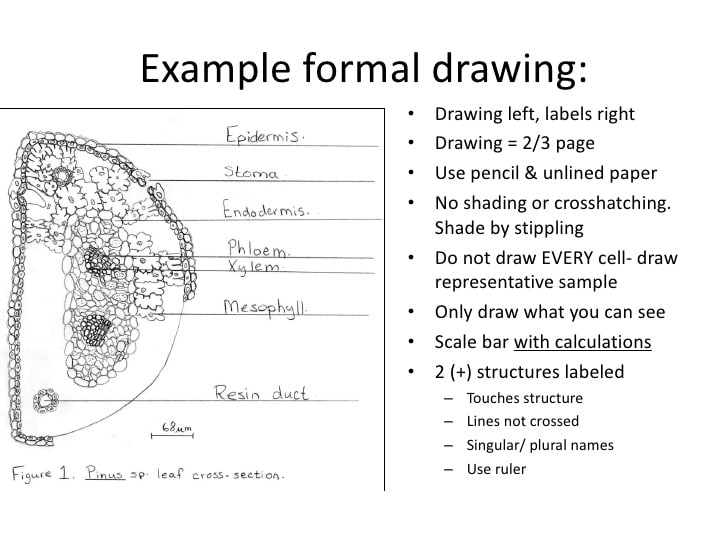 Example formal drawing:
Epidermis.
Stoma
Endodermis.
Phloem.
Xylem.
Mesophyll.
Resin duct
68µm
Figure 1. Pinus sp. leaf cross-section.
• Drawing left, labels right
• Drawing = 2/3 page
• Use pencil & unlined paper
• No shading or crosshatching.
Shade by stippling
• Do not draw EVERY cell- draw
representative sample
• Only draw what you can see
• Scale bar with calculations
• 2 (+) structures labeled
– Touches structure
– Lines not crossed
– Singular/ plural names
– Use ruler